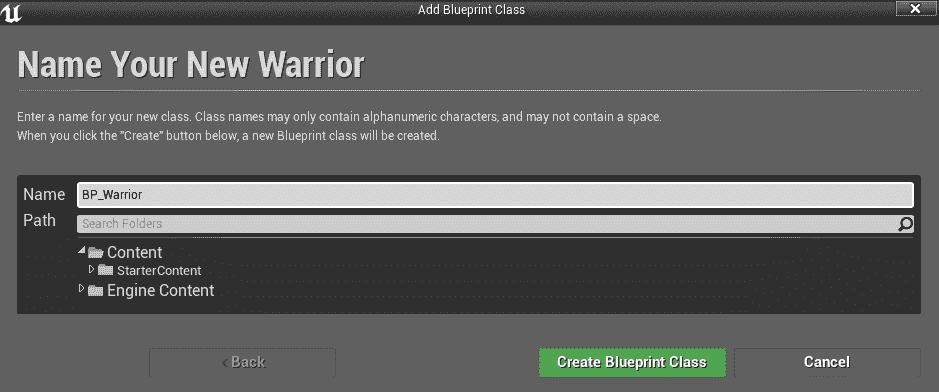 Add Blueprint Class
Name Your New Warrior
Enter a name for your new class. Class names may only contain alphanumeric characters, and may not contain a space.
When you click the "Create" button below, a new Blueprint class will be created.
Name BP_Warrior
Path Search Folders
Content
StarterContent
Engine Content
< Back Create Blueprint Class Cancel